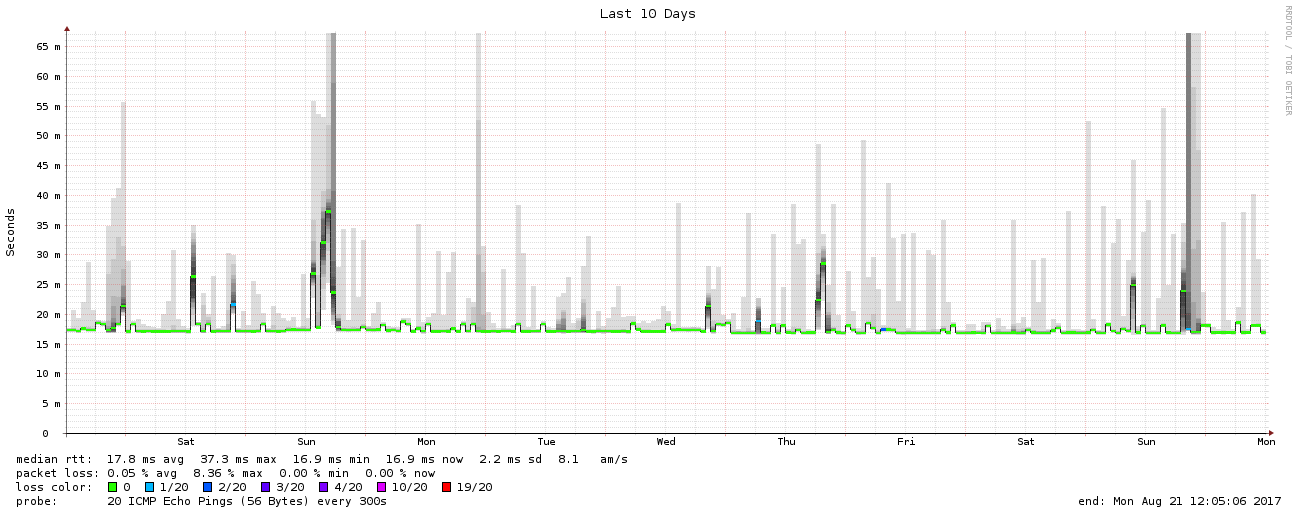 Last 10 Days
RRDTOOL / TOBI OETIKER
Seconds
65 m
60 m
55 m
50 m
45 m
40 m
35 m
30 m
25 m
20 m
15 m
10 m
5 m
0
Sat Sun Mon Tue Wed Thu Fri Sat Sun Mon
median rtt: 17.8 ms avg 37.3 ms max 16.9 ms min 16.9 ms now 2.2 ms sd 8.1 am/s
packet loss: 0.05 % avg 8.36 % max 0.00 % min 0.00 % now
loss color: 0 1/20 2/20 3/20 4/20 10/20 19/20
probe: 20 ICMP Echo Pings (56 Bytes) every 300s end: Mon Aug 21 12:05:06 2017